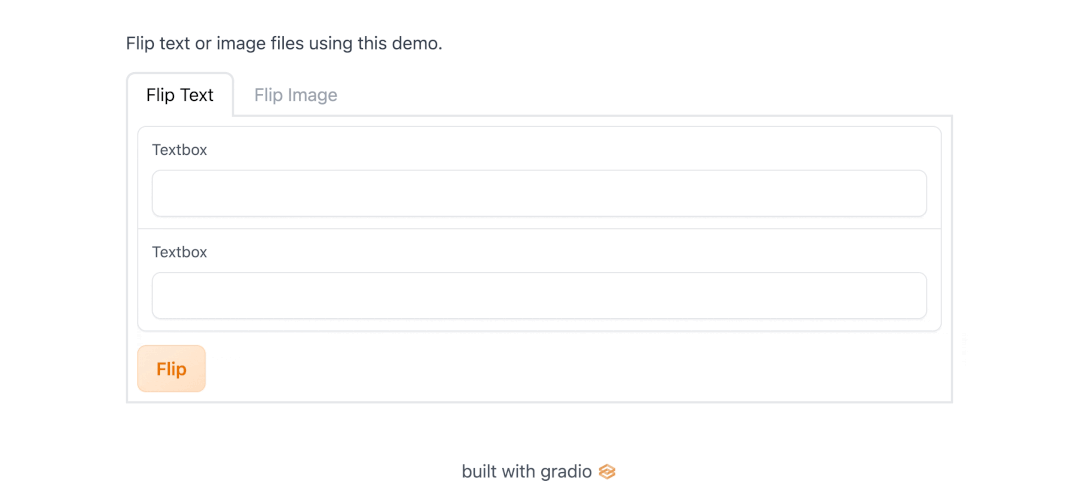 Flip text or image files using this demo.
Flip Text
Flip Image
Textbox
Textbox
Flip
built with gradio